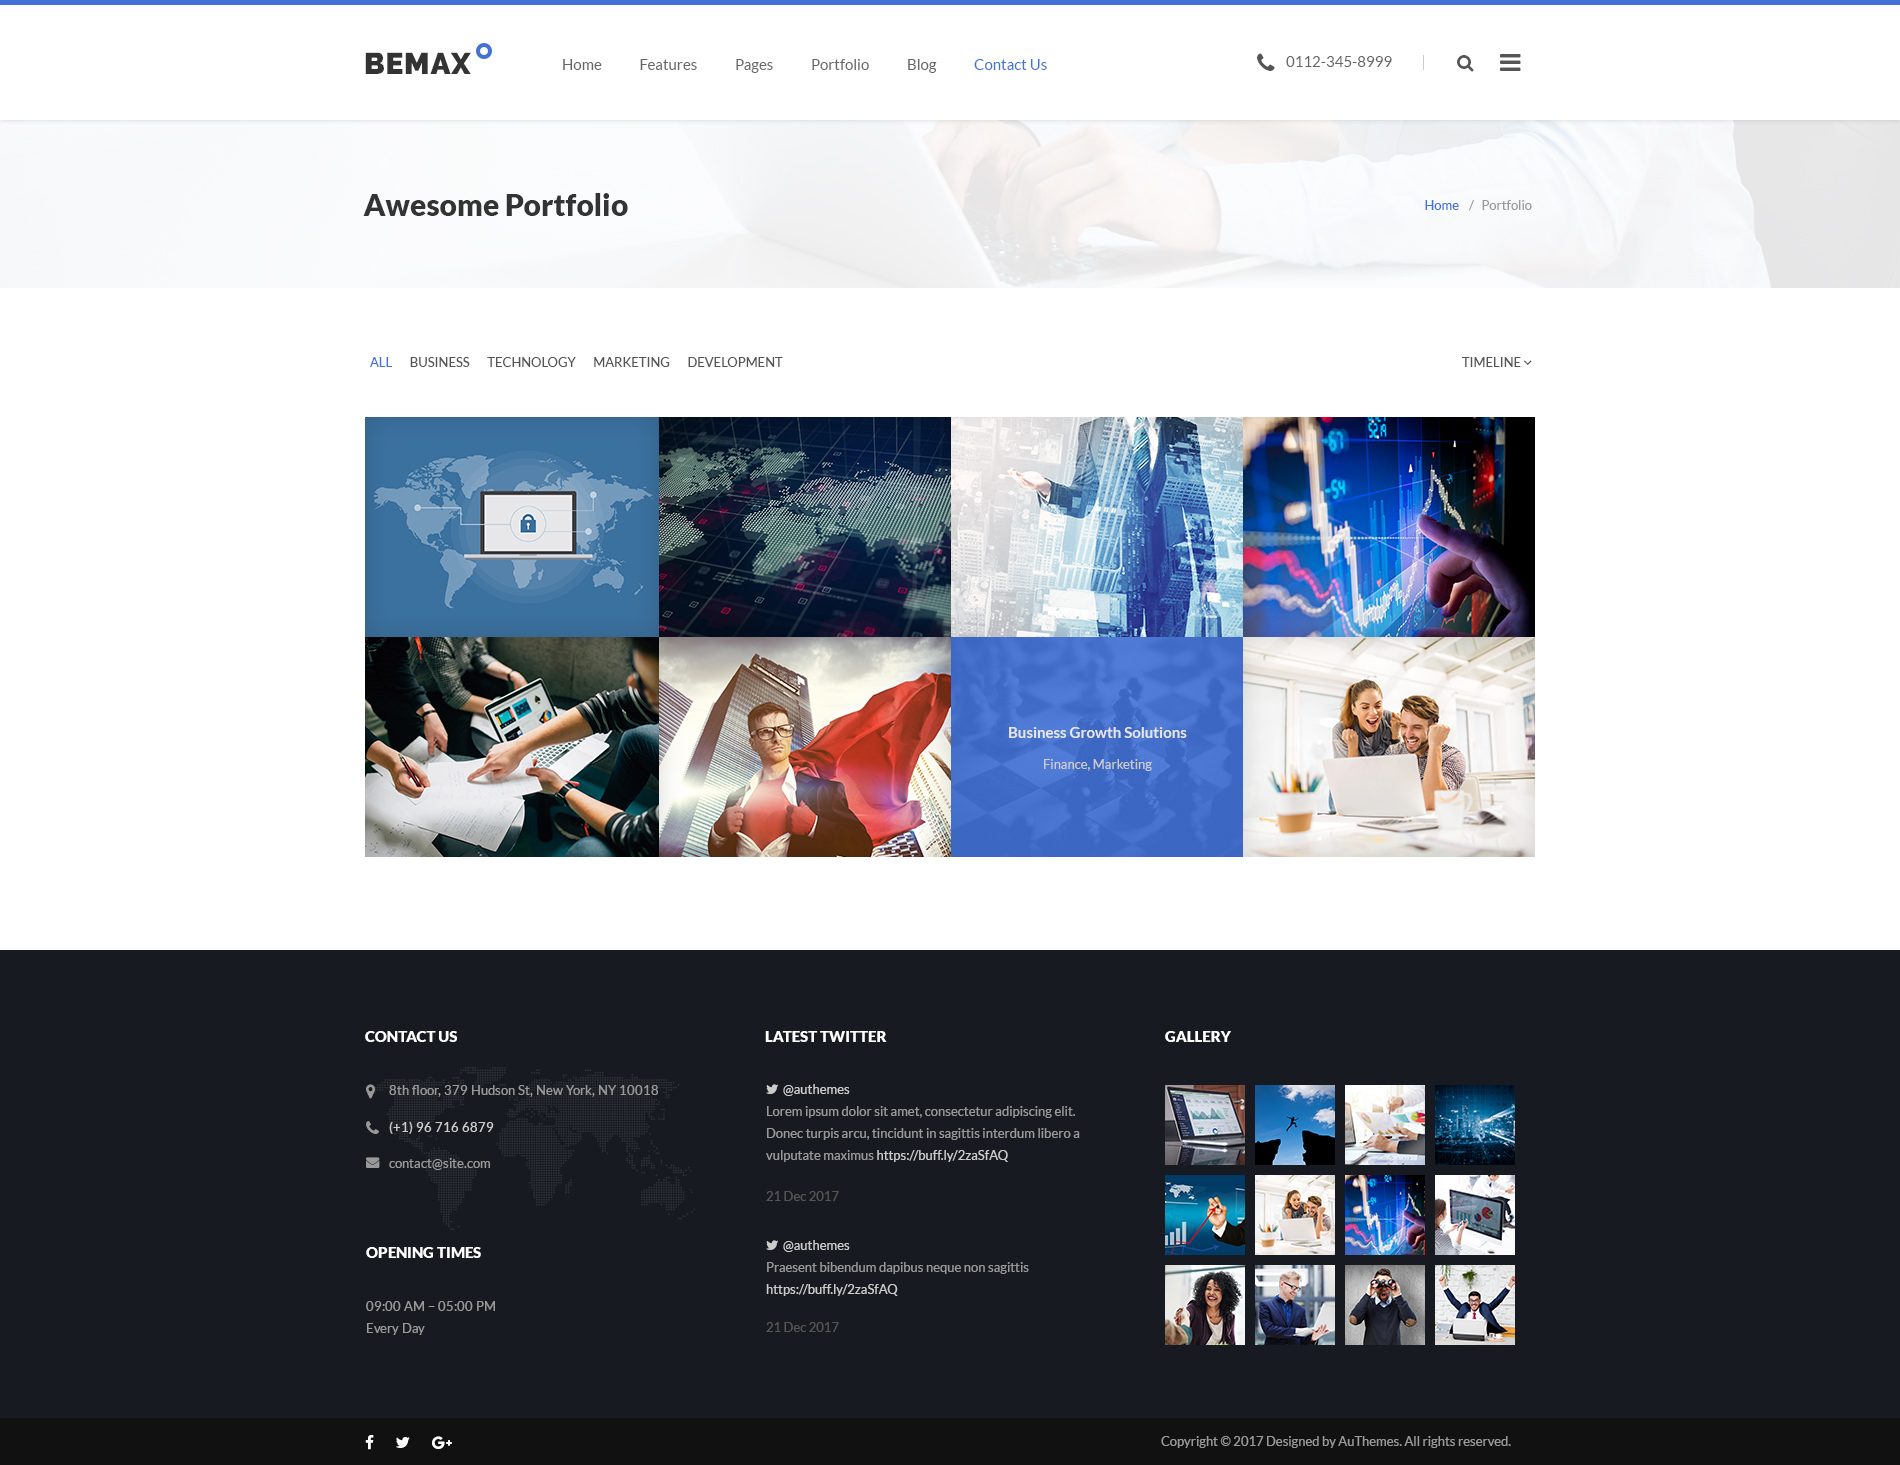 BEMAX
Home Features Pages Portfolio Blog Contact Us
0112-345-8999
Awesome Portfolio
Home / Portfolio
ALL BUSINESS TECHNOLOGY MARKETING DEVELOPMENT
TIMELINE
-67
52.19
-54
Business Growth Solutions
Finance, Marketing
CONTACT US
8th floor, 379 Hudson St, New York, NY 10018
(+1) 96 716 6879
contact@site.com
OPENING TIMES
09:00 AM – 05:00 PM
Every Day
LATEST TWITTER
@authemes
Lorem ipsum dolor sit amet, consectetur adipiscing elit.
Donec turpis arcu, tincidunt in sagittis interdum libero a
vulputate maximus https://buff.ly/2zaSfAQ
21 Dec 2017
@authemes
Praesent bibendum dapibus neque non sagittis
https://buff.ly/2zaSfAQ
21 Dec 2017
GALLERY
Copyright © 2017 Designed by AuThemes. All rights reserved.